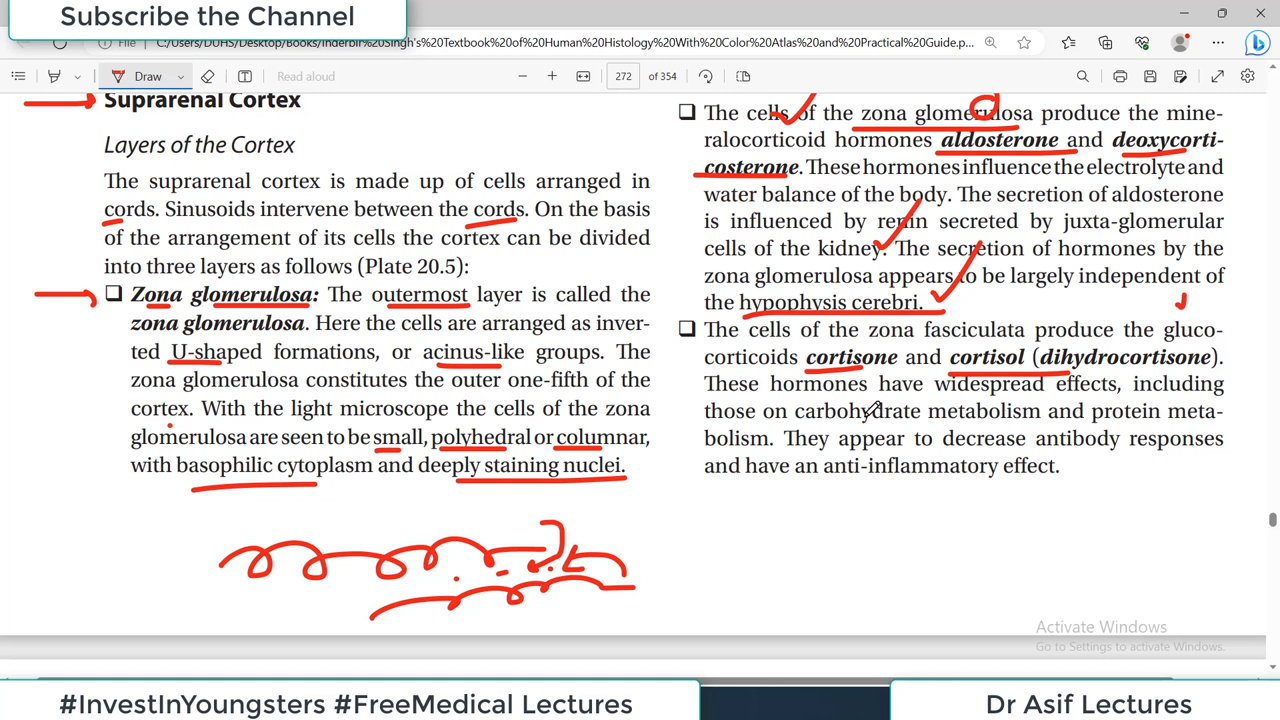 Subscribe the Channel
File
C:/Users/DUHS/Desktop/Books/Inderbir%20Singh's%20Textbook%20of%20Human%20Histology%20With%20Color%20Atlas%20and%20Practical%20Guide.p...
Draw
Read aloud
272 of 354
Suprarenal Cortex
Layers of the Cortex
The suprarenal cortex is made up of cells arranged in
cords. Sinusoids intervene between the cords. On the basis
of the arrangement of its cells the cortex can be divided
into three layers as follows (Plate 20.5):
❑ Zona glomerulosa: The outermost layer is called the
zona glomerulosa. Here the cells are arranged as inver-
ted U-shaped formations, or acinus-like groups. The
zona glomerulosa constitutes the outer one-fifth of the
cortex. With the light microscope the cells of the zona
glomerulosa are seen to be small, polyhedral or columnar,
with basophilic cytoplasm and deeply staining nuclei.
❑ The cells of the zona glomerulosa produce the mine-
ralocorticoid hormones aldosterone and deoxycorti-
costerone. These hormones influence the electrolyte and
water balance of the body. The secretion of aldosterone
is influenced by renin secreted by juxta-glomerular
cells of the kidney. The secretion of hormones by the
zona glomerulosa appears to be largely independent of
the hypophysis cerebri.
❑ The cells of the zona fasciculata produce the gluco-
corticoids cortisone and cortisol (dihydrocortisone).
These hormones have widespread effects, including
those on carbohydrate metabolism and protein meta-
bolism. They appear to decrease antibody responses
and have an anti-inflammatory effect.
Activate Windows
Go to Settings to activate Windows.
#InvestInYoungsters #FreeMedical Lectures
Dr Asif Lectures